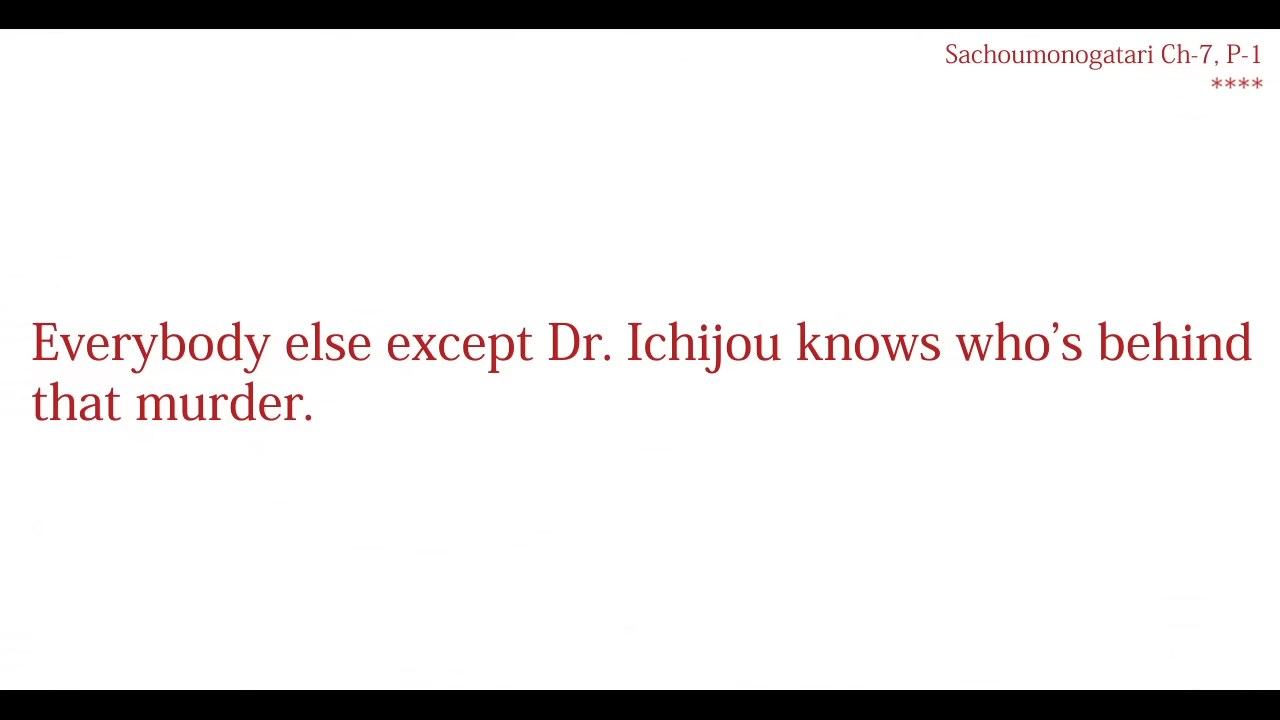 Sachoumonogatari Ch-7, P-1
****
Everybody else except Dr. Ichijou knows who’s behind
that murder.